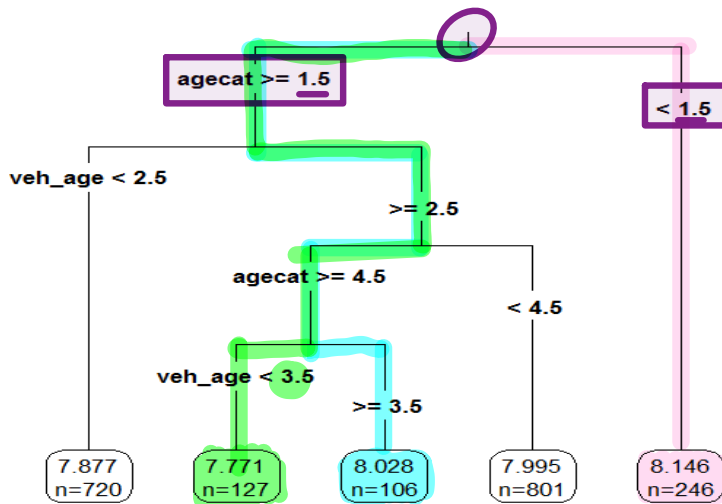 agecat >= 1.5
< 1.5
veh_age < 2.5
>= 2.5
agecat >= 4.5
< 4.5
veh_age < 3.5
>= 3.5
7.877
n=720
7.771
n=127
8.028
n=106
7.995
n=801
8.146
n=246